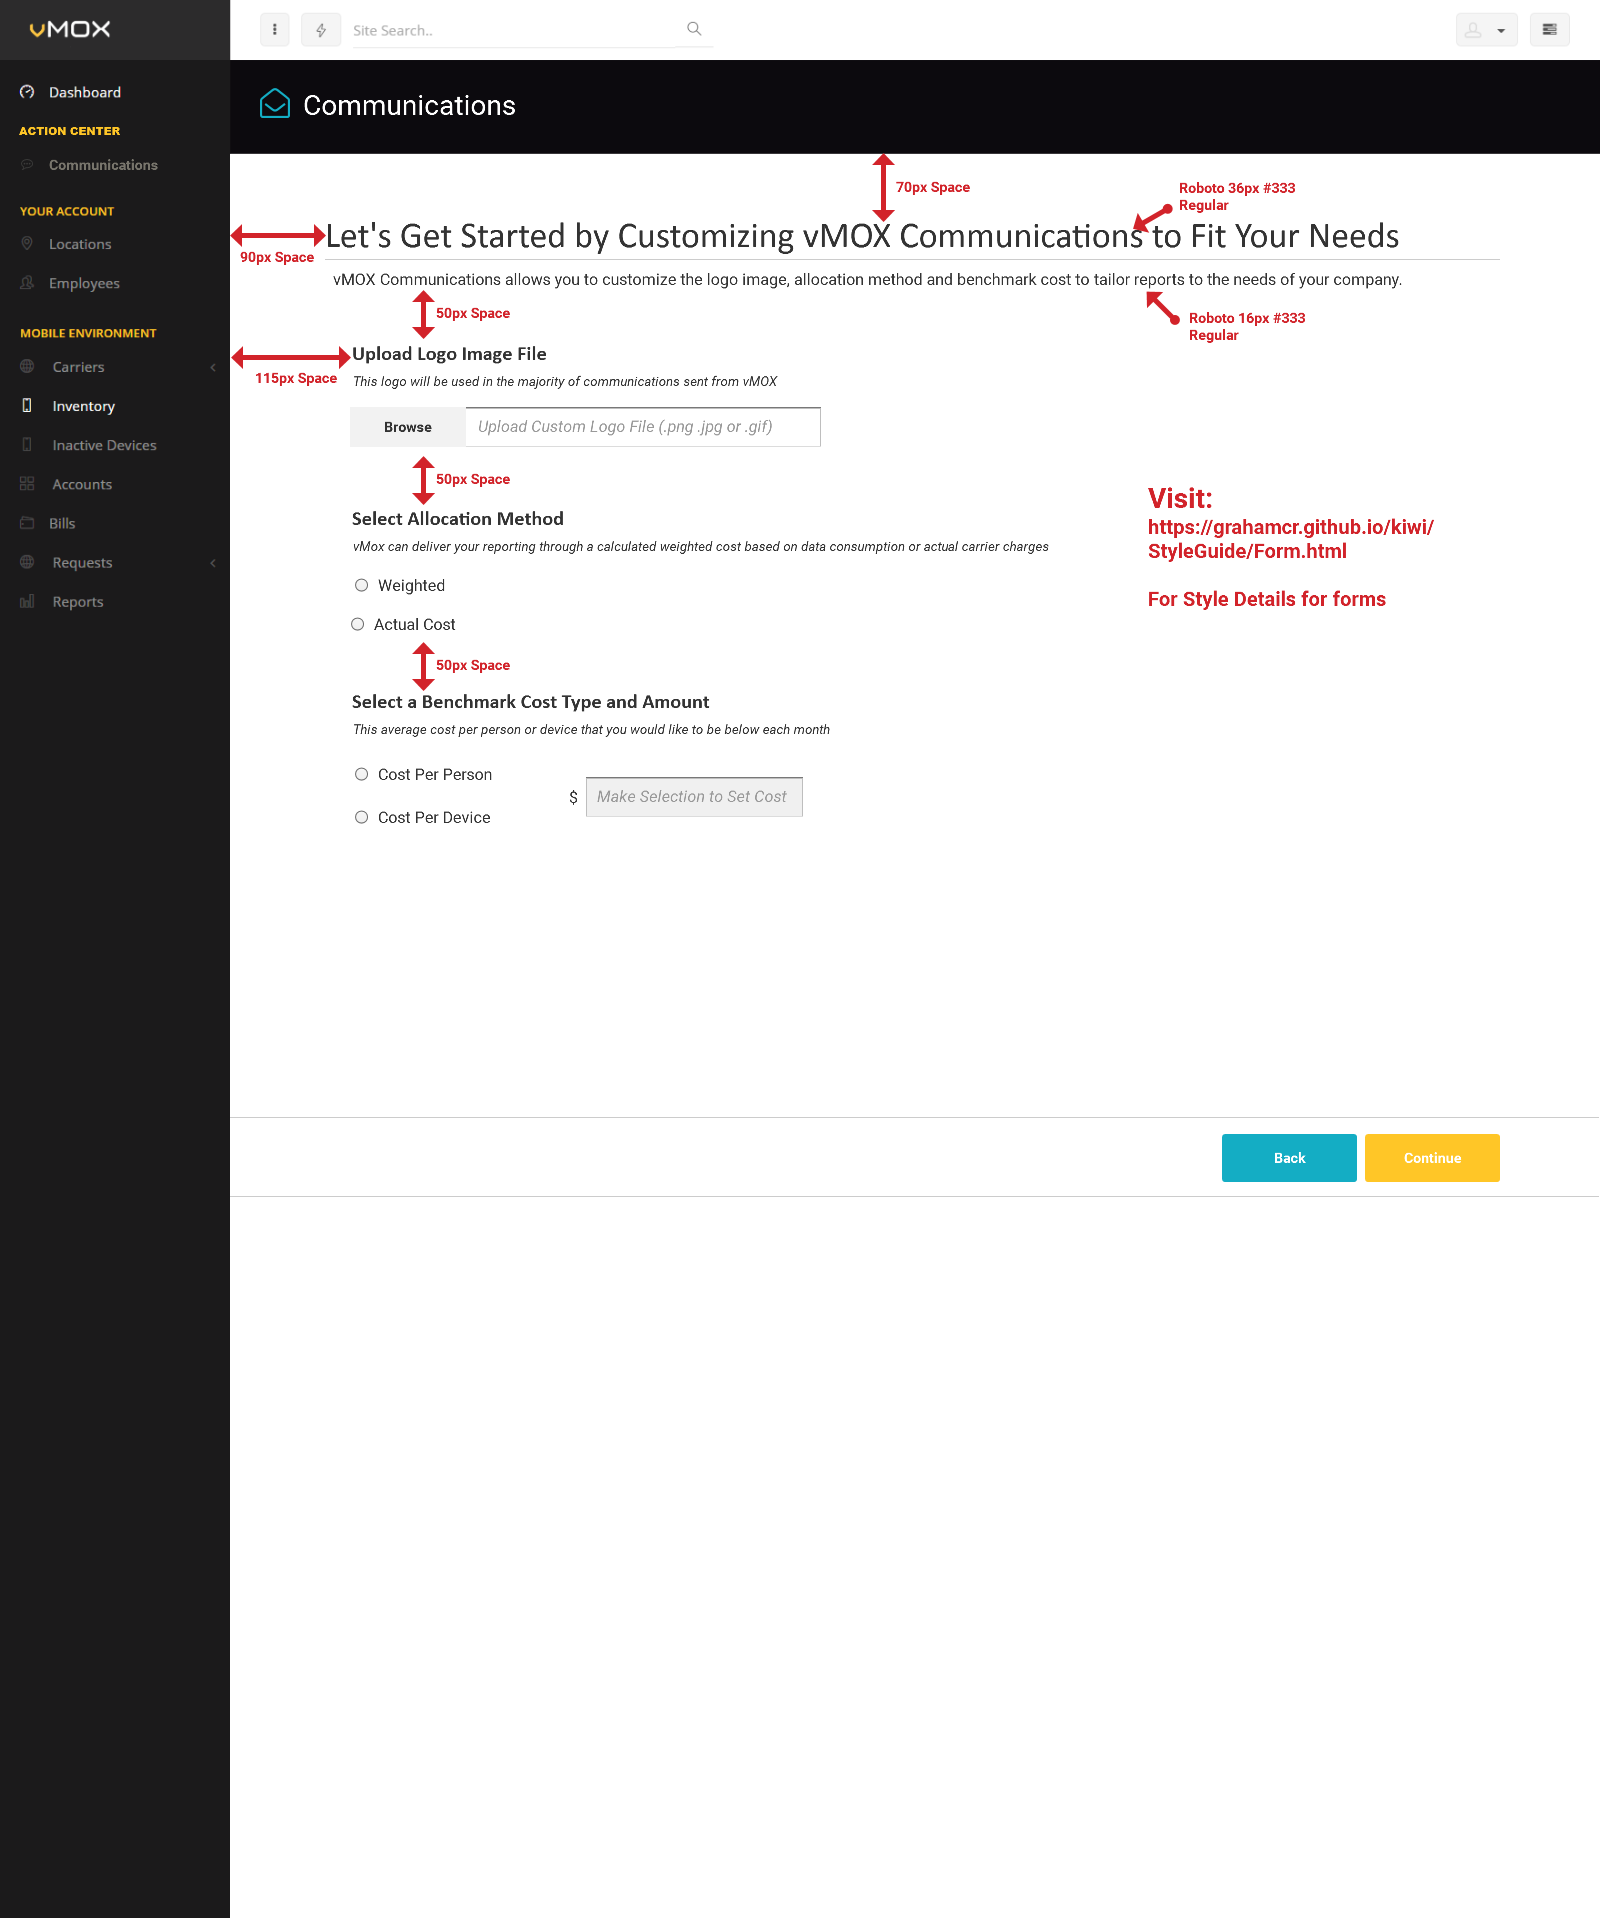 vMOX
Site Search..
Dashboard
ACTION CENTER
Communications
YOUR ACCOUNT
Locations
Employees
MOBILE ENVIRONMENT
Carriers
Inventory
Inactive Devices
Accounts
Bills
Requests
Reports
Communications
70px Space
Roboto 36px #333
Regular
Let's Get Started by Customizing vMOX Communications to Fit Your Needs
90px Space
vMOX Communications allows you to customize the logo image, allocation method and benchmark cost to tailor reports to the needs of your company.
50px Space
Roboto 16px #333
Regular
Upload Logo Image File
115px Space
This logo will be used in the majority of communications sent from vMOX
Browse
Upload Custom Logo File (.png .jpg or .gif)
50px Space
Select Allocation Method
vMox can deliver your reporting through a calculated weighted cost based on data consumption or actual carrier charges
Weighted
Actual Cost
Visit:
https://grahamcr.github.io/kiwi/
StyleGuide/Form.html
For Style Details for forms
50px Space
Select a Benchmark Cost Type and Amount
This average cost per person or device that you would like to be below each month
Cost Per Person
$ Make Selection to Set Cost
Cost Per Device
Back
Continue